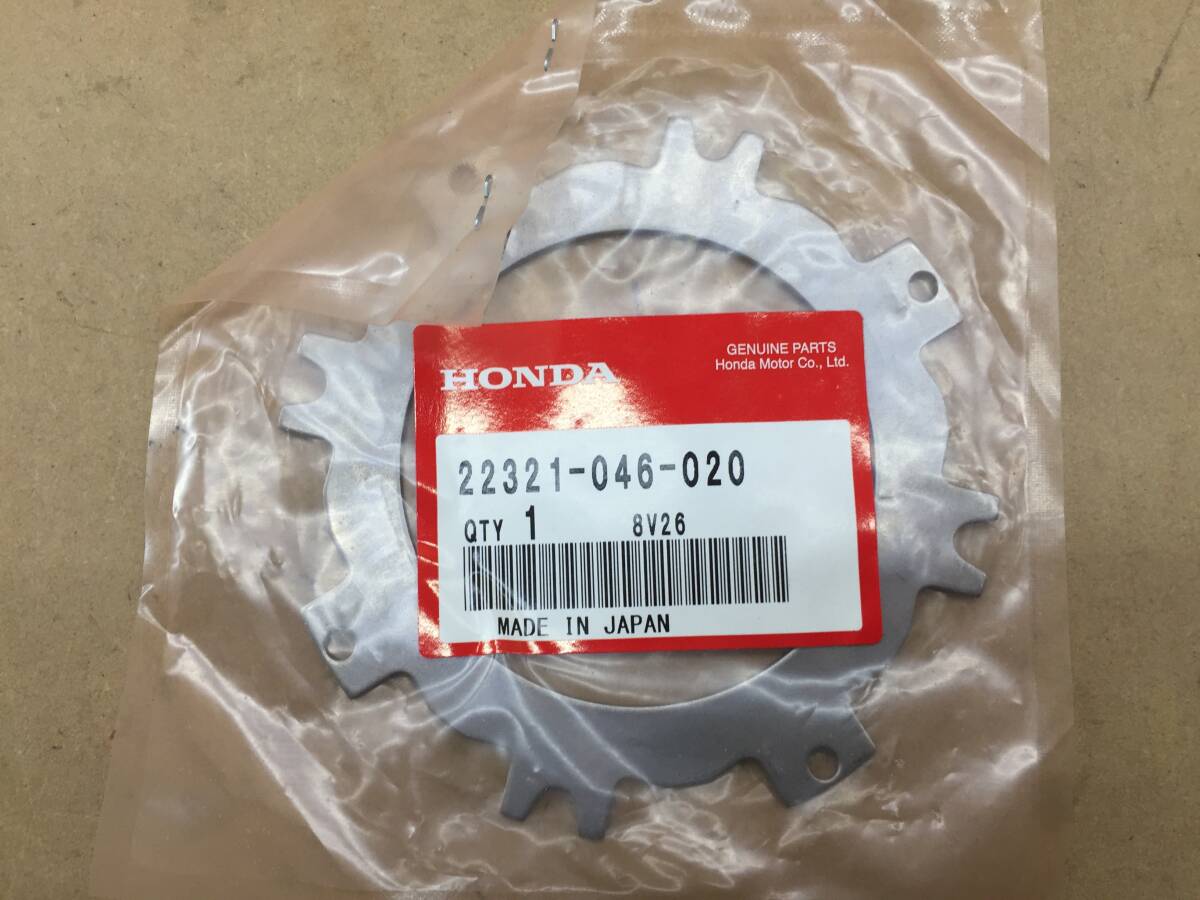 HONDA
GENUINE PARTS
Honda Motor Co., Ltd.
22321-046-020
QTY 1 8V26
MADE IN JAPAN